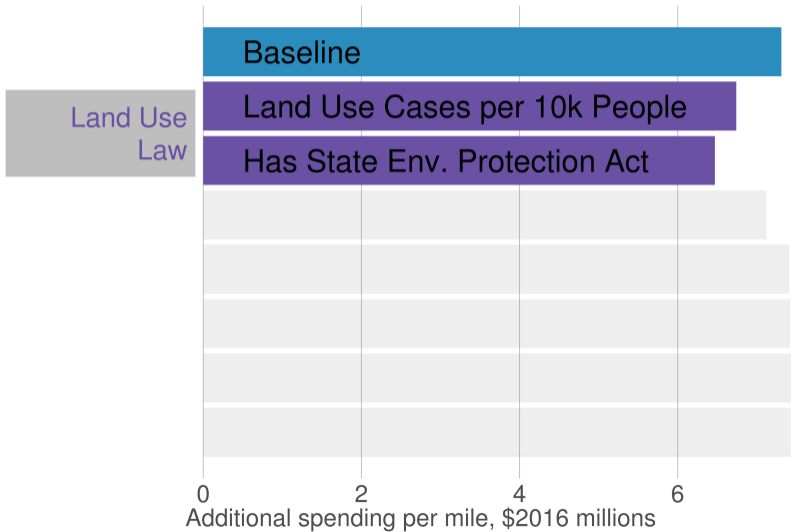 Baseline
Land Use Cases per 10k People
Land Use
Law
Has State Env. Protection Act
0 2 4 6
Additional spending per mile, $2016 millions